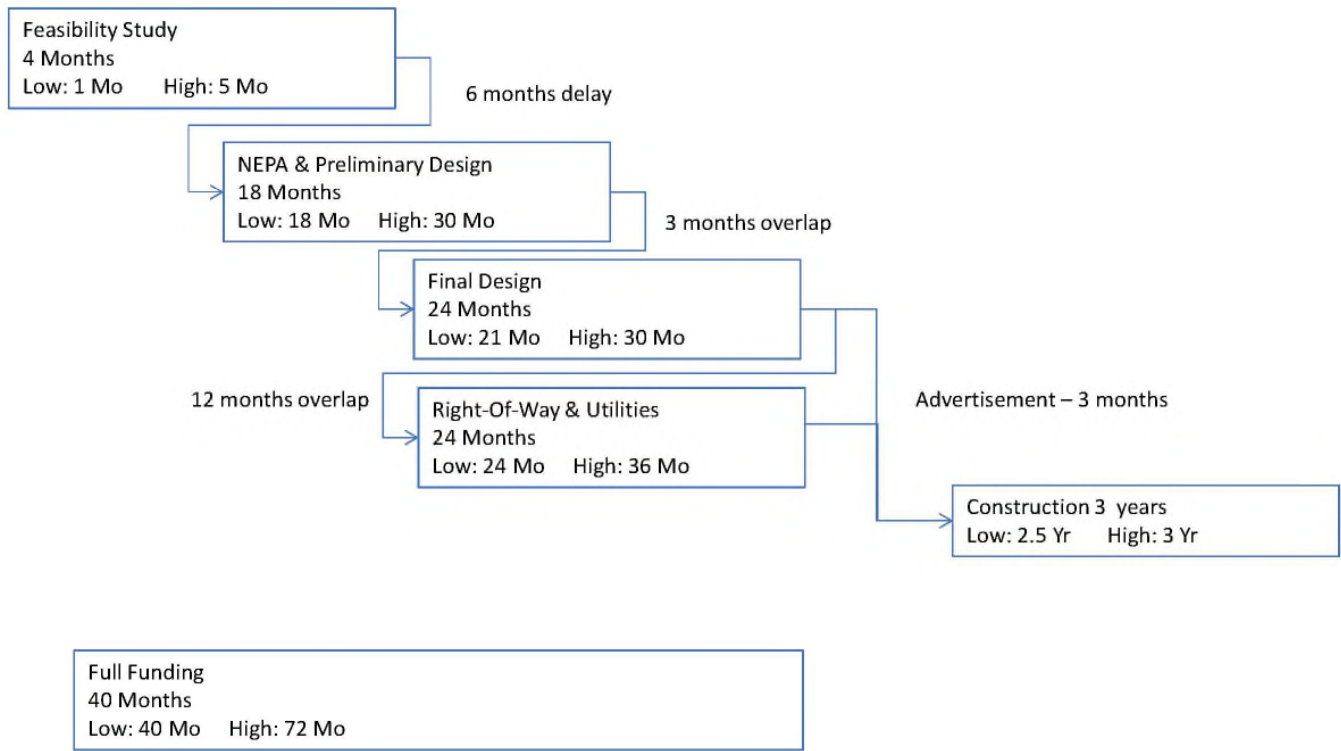 Feasibility Study
4 Months
Low: 1 Mo High: 5 Mo
6 months delay
NEPA & Preliminary Design
18 Months
Low: 18 Mo High: 30 Mo
3 months overlap
Final Design
24 Months
Low: 21 Mo High: 30 Mo
12 months overlap
Right-Of-Way & Utilities
24 Months
Low: 24 Mo High: 36 Mo
Advertisement – 3 months
Construction 3 years
Low: 2.5 Yr High: 3 Yr
Full Funding
40 Months
Low: 40 Mo High: 72 Mo